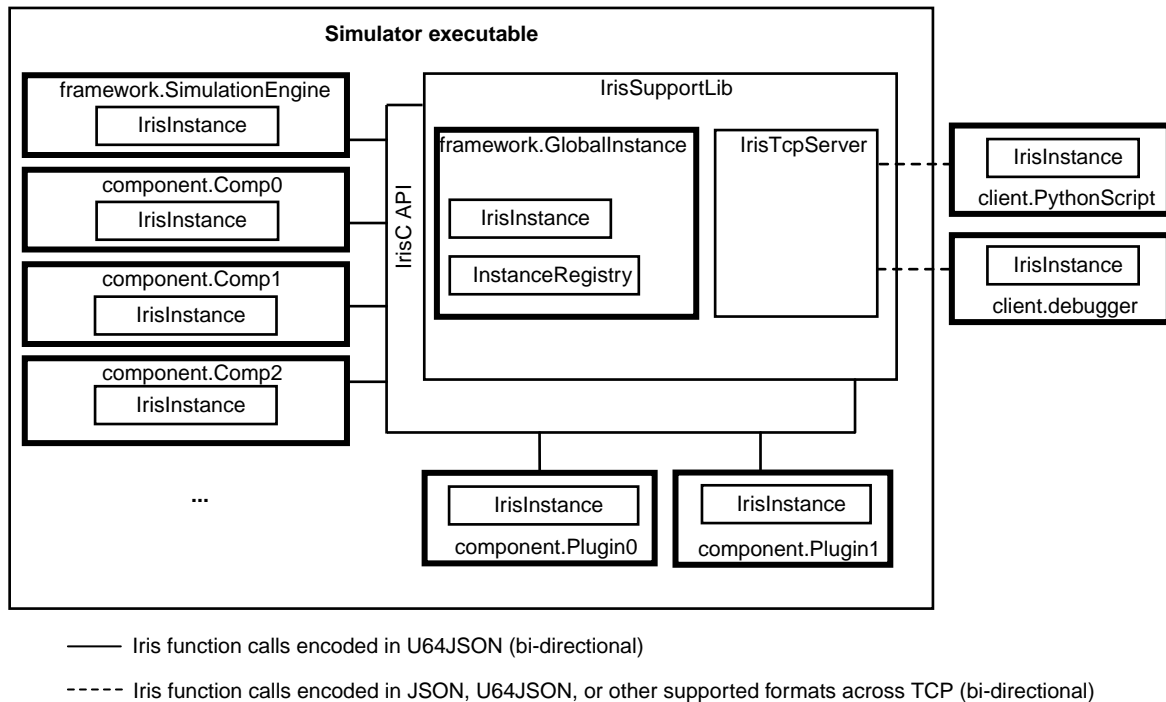 Simulator executable
framework.SimulationEngine
IrisInstance
component.Comp0
IrisInstance
component.Comp1
IrisInstance
component.Comp2
IrisInstance
...
IrisC API
IrisSupportLib
framework.GlobalInstance
IrisInstance
InstanceRegistry
IrisTcpServer
IrisInstance
client.PythonScript
IrisInstance
client.debugger
IrisInstance
component.Plugin0
IrisInstance
component.Plugin1
Iris function calls encoded in U64JSON (bi-directional)
Iris function calls encoded in JSON, U64JSON, or other supported formats across TCP (bi-directional)